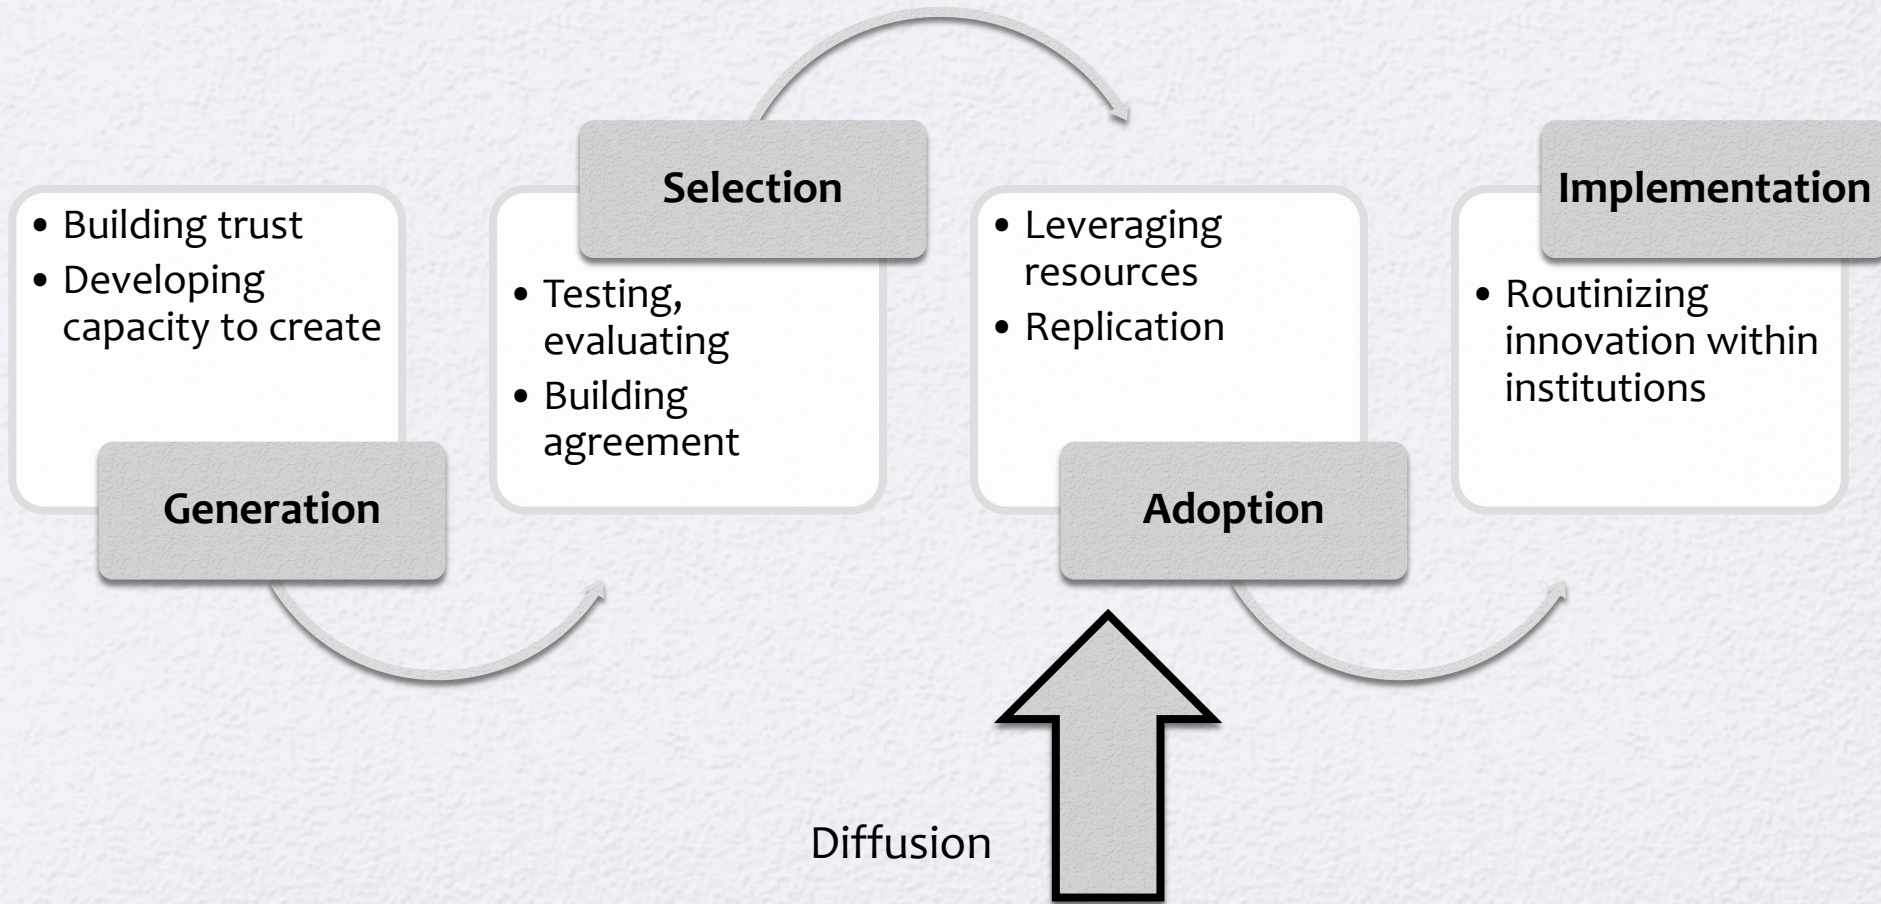 • Building trust
• Developing
capacity to create
Generation
Selection
• Testing,
evaluating
• Building
agreement
• Leveraging
resources
• Replication
Adoption
Implementation
• Routinizing
innovation within
institutions
Diffusion